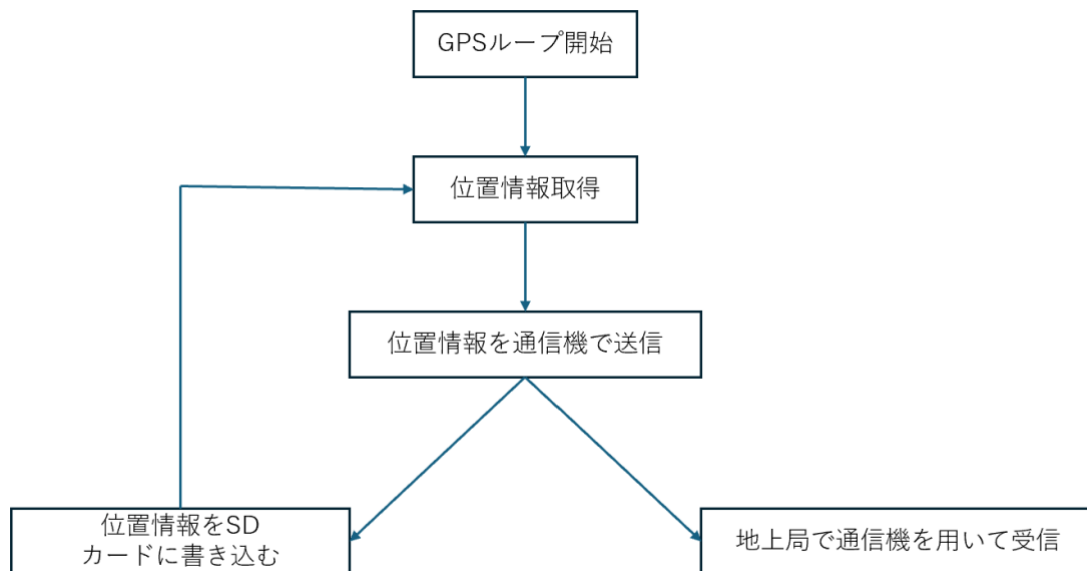 GPSループ開始
位置情報取得
位置情報を通信機で送信
位置情報をSD
カードに書き込む
地上局で通信機を用いて受信